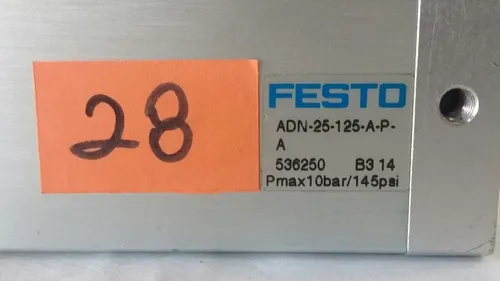 28
FESTO
ADN-25-125-A-P-
A
536250 B3 14
Pmax10bar/145psi